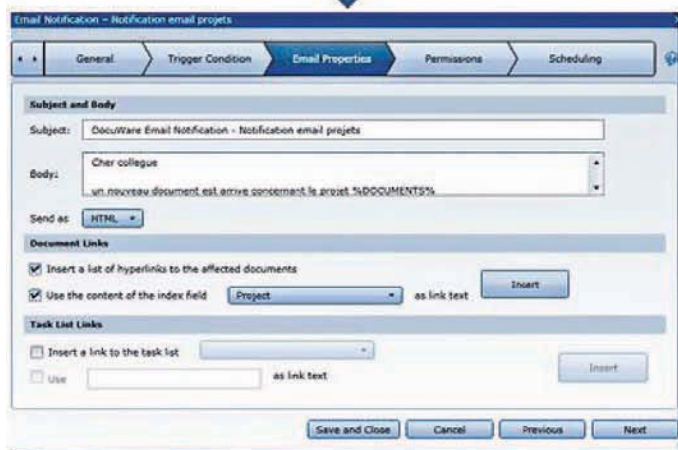 Email Notification – Notification email projets
General Trigger Condition Email Properties Permissions Scheduling
Subject and Body
Subject: DocuWare Email Notification - Notification email projets
Body: Cher collegue
un nouveau document est arrive concernant le projet %DOCUMENTS%
Send as HTML
Document Links
Insert a list of hyperlinks to the affected documents
Use the content of the index field Project as link text Insert
Task List Links
Insert a link to the task list
Use as link text Insert
Save and Close Cancel Previous Next